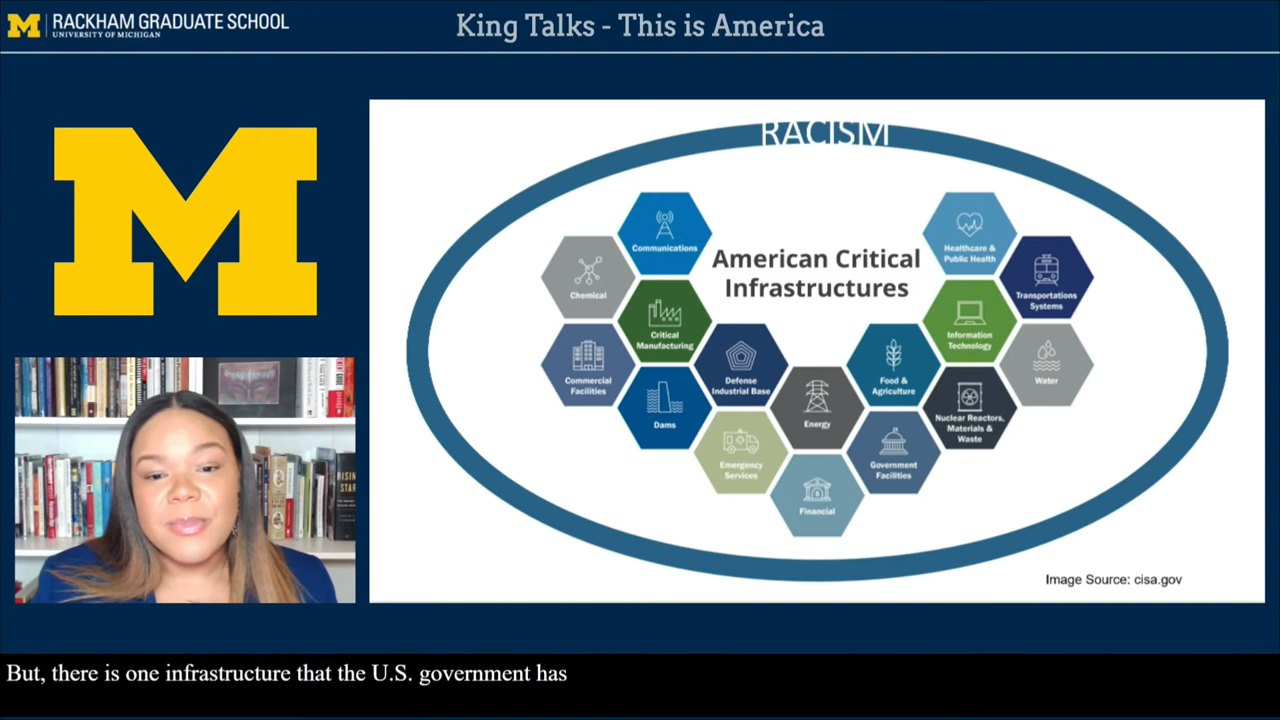 RACKHAM GRADUATE SCHOOL
UNIVERSITY OF MICHIGAN
King Talks - This is America
RACISM
American Critical
Infrastructures
Communications
Healthcare &
Public Health
Chemical
Transportations
Systems
Critical
Manufacturing
Information
Technology
Commercial
Facilities
Defense
Industrial Base
Food &
Agriculture
Water
Dams
Energy
Nuclear Reactors,
Materials &
Waste
Emergency
Services
Government
Facilities
Financial
Image Source: cisa.gov
RISING
STAR
But, there is one infrastructure that the U.S. government has